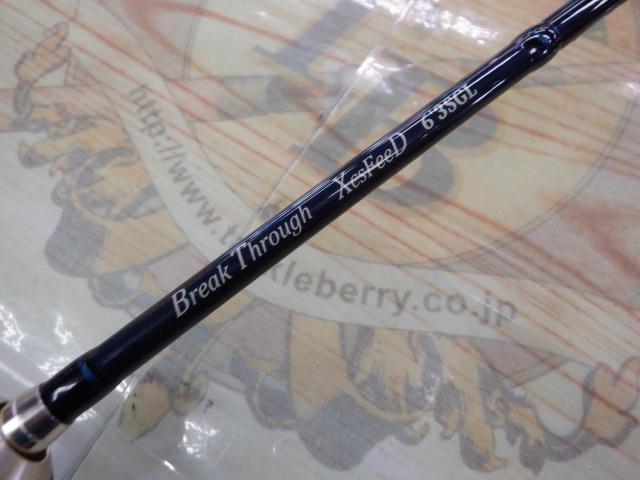 Break Through XesFeeD 6'3SGL
http://www.tackleberry.co.jp